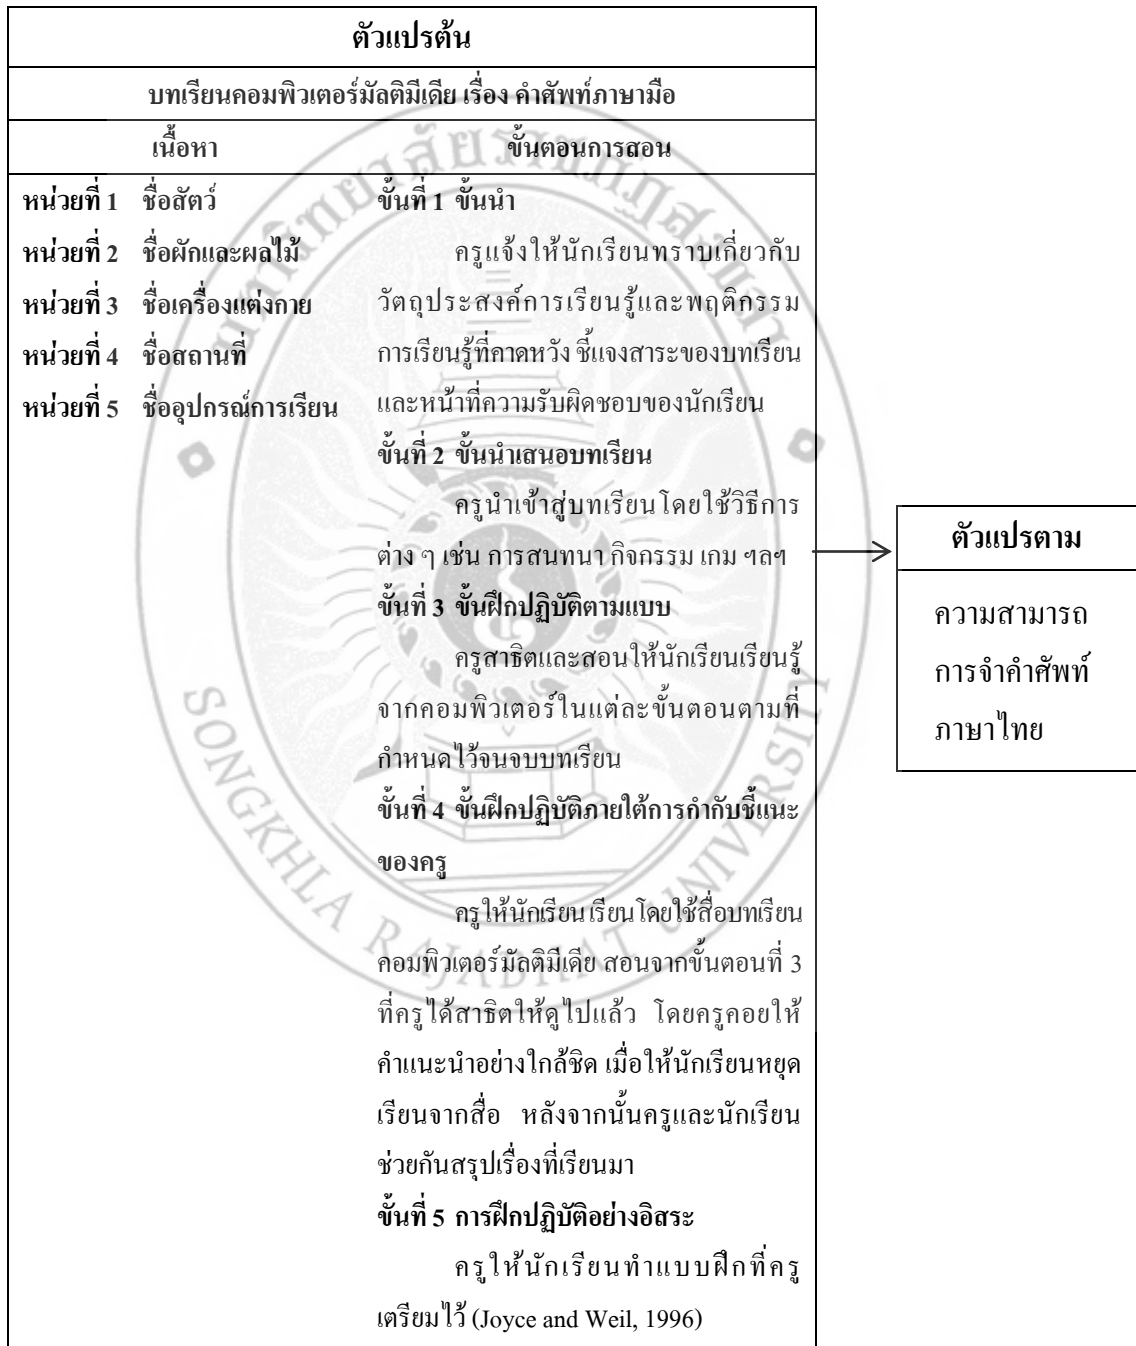 ตัวแปรต้น
บทเรียนคอมพิวเตอร์มัลติมีเดีย เรื่อง คำศัพท์ภาษามือ
เนื้อหา
หน่วยที่ 1 ชื่อสัตว์
หน่วยที่ 2 ชื่อผักและผลไม้
หน่วยที่ 3 ชื่อเครื่องแต่งกาย
หน่วยที่ 4 ชื่อสถานที่
หน่วยที่ 5 ชื่ออุปกรณ์การเรียน
ขั้นตอนการสอน
ขั้นที่ 1 ขั้นนำ
ครูแจ้งให้นักเรียนทราบเกี่ยวกับ
วัตถุประสงค์การเรียนรู้และพฤติกรรม
การเรียนรู้ที่คาดหวัง ชี้แจงสาระของบทเรียน
และหน้าที่ความรับผิดชอบของนักเรียน
ขั้นที่ 2 ขั้นนำเสนอบทเรียน
ครูนำเข้าสู่บทเรียนโดยใช้วิธีการ
ต่าง ๆ เช่น การสนทนา กิจกรรม เกม ฯลฯ
ขั้นที่ 3 ขั้นฝึกปฏิบัติตามแบบ
ครูสาธิตและสอนให้นักเรียนเรียนรู้
จากคอมพิวเตอร์ในแต่ละขั้นตอนตามที่
กำหนดไว้จนจบบทเรียน
ขั้นที่ 4 ขั้นฝึกปฏิบัติภายใต้การกำกับชี้แนะ
ของครู
ครูให้นักเรียนเรียนโดยใช้สื่อบทเรียน
คอมพิวเตอร์มัลติมีเดีย สอนจากขั้นตอนที่ 3
ที่ครูได้สาธิตให้ดูไปแล้ว โดยครูคอยให้
คำแนะนำอย่างใกล้ชิด เมื่อให้นักเรียนหยุด
เรียนจากสื่อ หลังจากนั้นครูและนักเรียน
ช่วยกันสรุปเรื่องที่เรียนมา
ขั้นที่ 5 การฝึกปฏิบัติอย่างอิสระ
ครูให้นักเรียนทำแบบฝึกที่ครู
เตรียมไว้ (Joyce and Weil, 1996)
ตัวแปรตาม
ความสามารถ
การจำคำศัพท์
ภาษาไทย
มหาวิทยาลัยราชภัฏสงขลา
SONGKHLA RAJABHAT UNIVERSITY